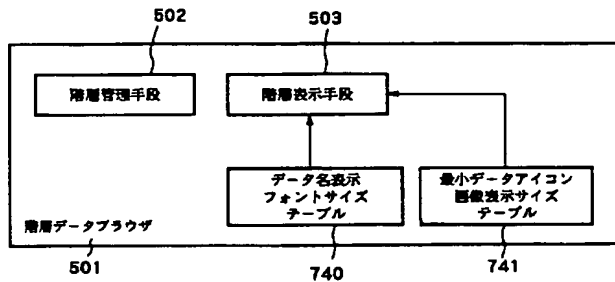 502
503
階層管理手段
階層表示手段
データ名表示
フォントサイズ
テーブル
最小データアイコン
画像表示サイズ
テーブル
階層データブラウザ
501
740
741